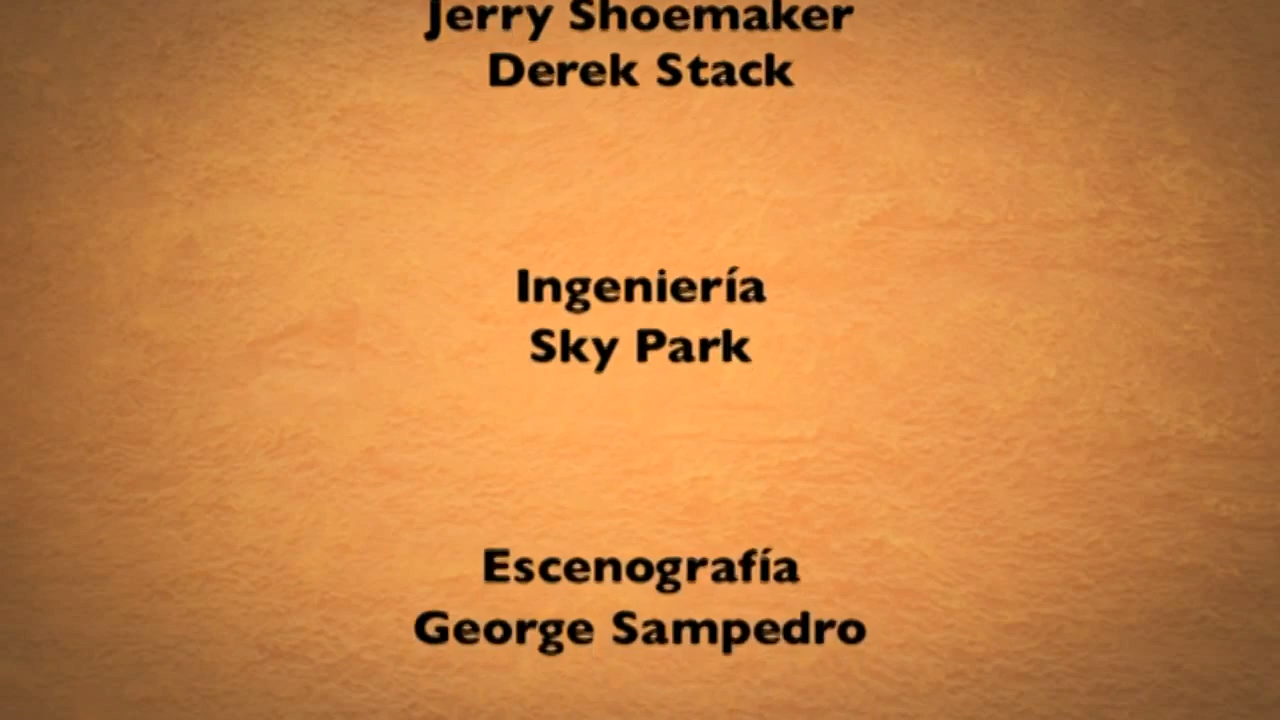 Jerry Shoemaker
Derek Stack
Ingeniería
Sky Park
Escenografía
George Sampedro